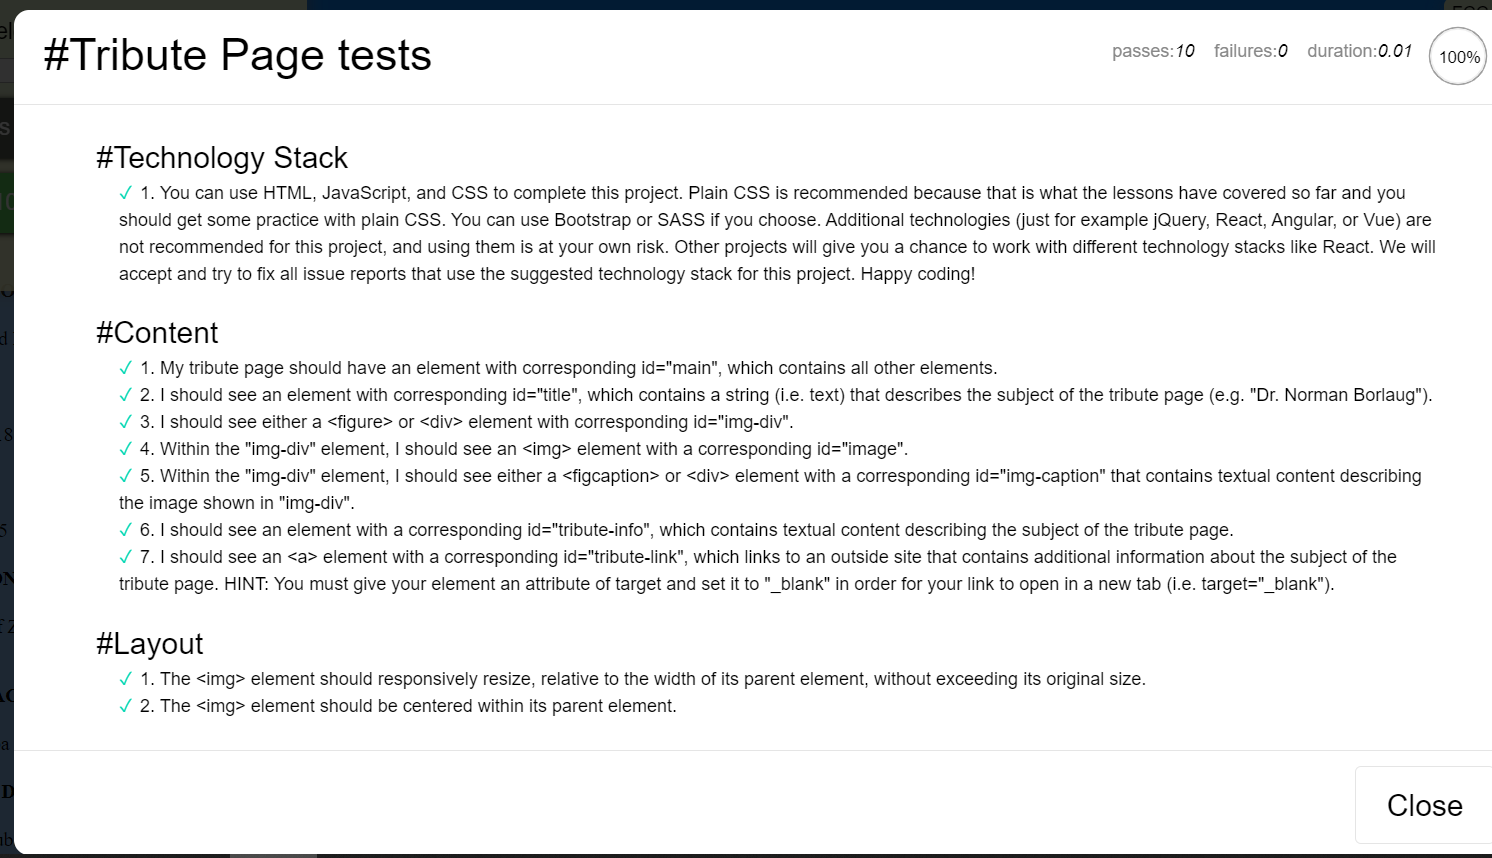 #Tribute Page tests
passes:10 failures:0 duration:0.01 100%
#Technology Stack
✓ 1. You can use HTML, JavaScript, and CSS to complete this project. Plain CSS is recommended because that is what the lessons have covered so far and you
should get some practice with plain CSS. You can use Bootstrap or SASS if you choose. Additional technologies (just for example jQuery, React, Angular, or Vue) are
not recommended for this project, and using them is at your own risk. Other projects will give you a chance to work with different technology stacks like React. We will
accept and try to fix all issue reports that use the suggested technology stack for this project. Happy coding!
#Content
✓ 1. My tribute page should have an element with corresponding id="main", which contains all other elements.
✓ 2. I should see an element with corresponding id="title", which contains a string (i.e. text) that describes the subject of the tribute page (e.g. "Dr. Norman Borlaug").
✓ 3. I should see either a <figure> or <div> element with corresponding id="img-div".
✓ 4. Within the "img-div" element, I should see an <img> element with a corresponding id="image".
✓ 5. Within the "img-div" element, I should see either a <figcaption> or <div> element with a corresponding id="img-caption" that contains textual content describing
the image shown in "img-div".
✓ 6. I should see an element with a corresponding id="tribute-info", which contains textual content describing the subject of the tribute page.
✓ 7. I should see an <a> element with a corresponding id="tribute-link", which links to an outside site that contains additional information about the subject of the
tribute page. HINT: You must give your element an attribute of target and set it to "_blank" in order for your link to open in a new tab (i.e. target="_blank").
#Layout
✓ 1. The <img> element should responsively resize, relative to the width of its parent element, without exceeding its original size.
✓ 2. The <img> element should be centered within its parent element.
Close